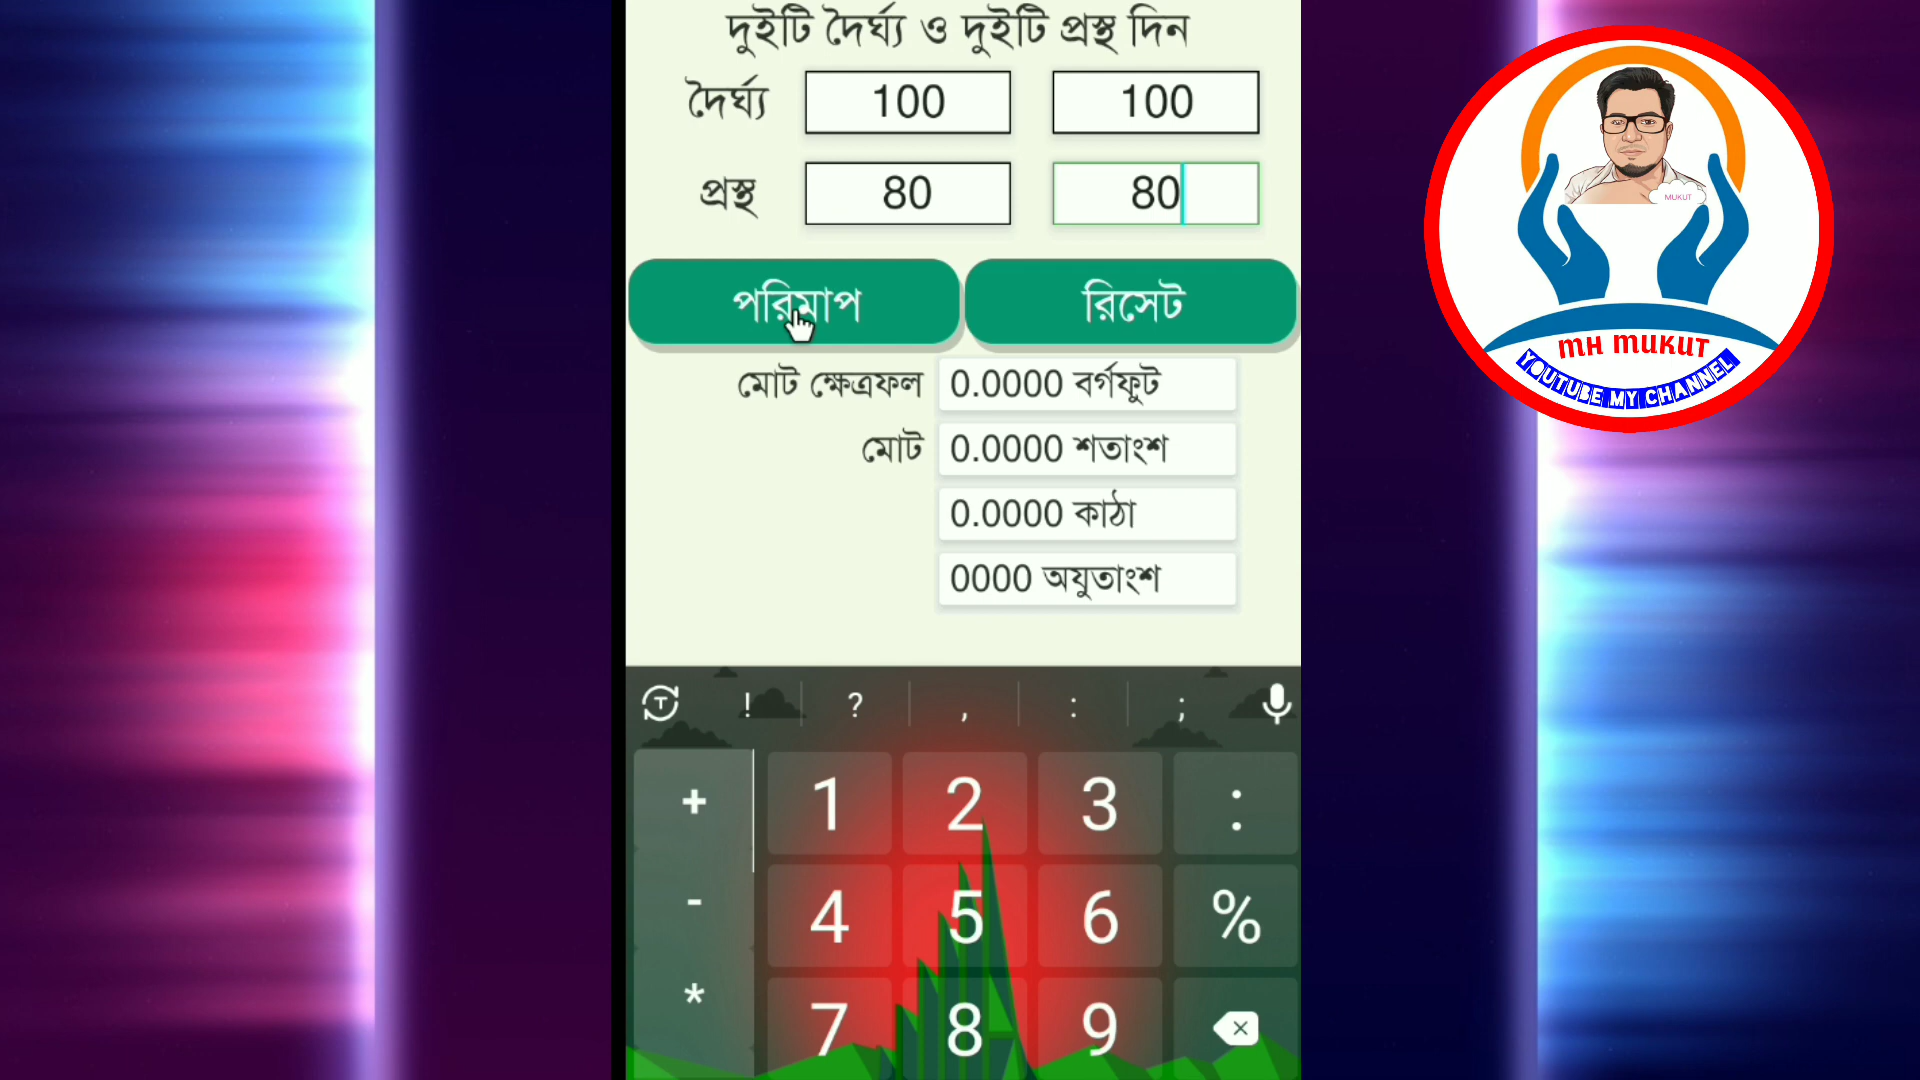 দুইটি দৈর্ঘ্য ও দুইটি প্রস্থ দিন
দৈর্ঘ্য 100 100
প্রস্থ 80 80
পরিমাপ রিসেট
মোট ক্ষেত্রফল 0.0000 বর্গফুট
মোট 0.0000 শতাংশ
0.0000 কাঠা
0000 অযুতাংশ
! ? , : ;
+ 1 2 3 :
- 4 5 6 %
* 7 8 9
MUKUT
MH MUKUT
YOUTUBE MY CHANNEL